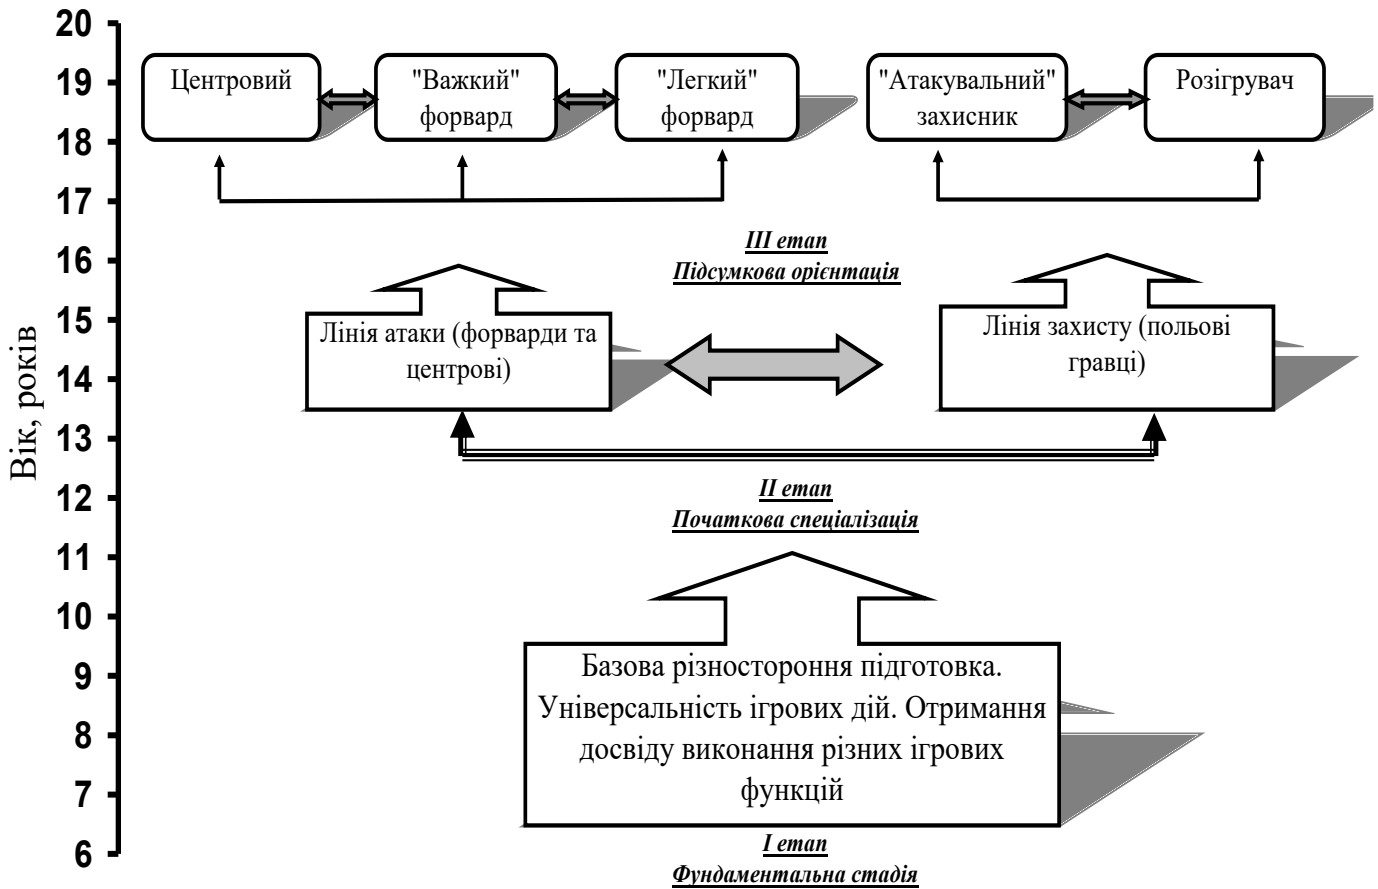 20
19
18
17
16
15
14
13
12
11
10
9
8
7
6
Вік, років
Центровий
"Важкий"
форвард
"Легкий"
форвард
"Атакувальний"
захисник
Розігрувач
III етап
Підсумкова орієнтація
Лінія атаки (форварди та
центрові)
Лінія захисту (польові
гравці)
II етап
Початкова спеціалізація
Базова різностороння підготовка.
Універсальність ігрових дій. Отримання
досвіду виконання різних ігрових
функцій
I етап
Фундаментальна стадія